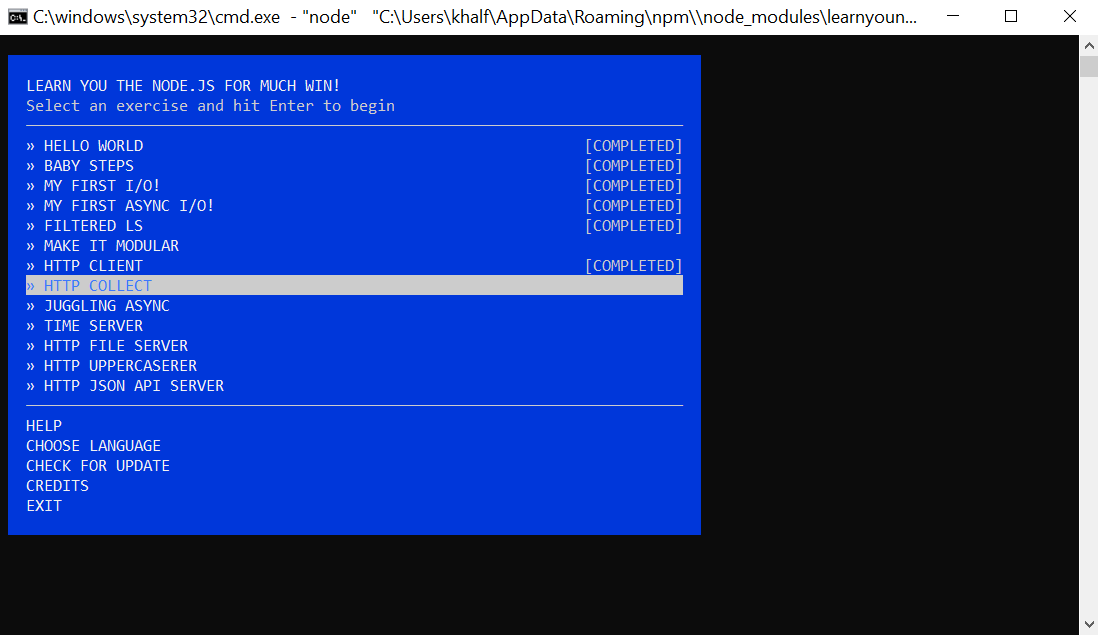 C:\windows\system32\cmd.exe - "node" "C:\Users\khalf\AppData\Roaming\npm\\node_modules\learnyoun...
LEARN YOU THE NODE.JS FOR MUCH WIN!
Select an exercise and hit Enter to begin
» HELLO WORLD [COMPLETED]
» BABY STEPS [COMPLETED]
» MY FIRST I/O! [COMPLETED]
» MY FIRST ASYNC I/O! [COMPLETED]
» FILTERED LS [COMPLETED]
» MAKE IT MODULAR
» HTTP CLIENT [COMPLETED]
» HTTP COLLECT
» JUGGLING ASYNC
» TIME SERVER
» HTTP FILE SERVER
» HTTP UPPERCASERER
» HTTP JSON API SERVER
HELP
CHOOSE LANGUAGE
CHECK FOR UPDATE
CREDITS
EXIT